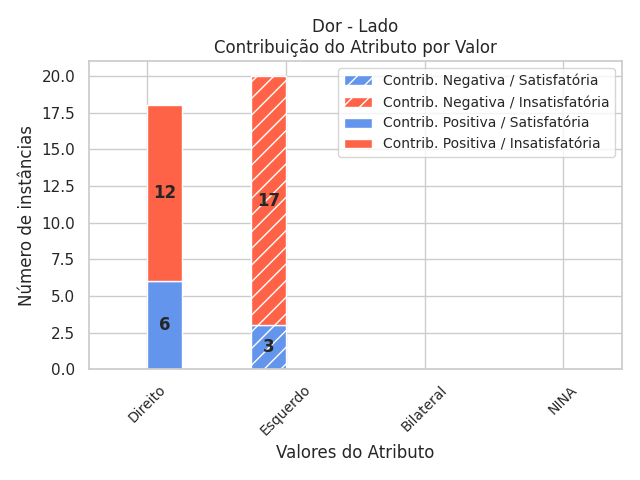 Dor - Lado
Contribuição do Atributo por Valor
Contrib. Negativa / Satisfatória
Contrib. Negativa / Insatisfatória
Contrib. Positiva / Satisfatória
Contrib. Positiva / Insatisfatória
Número de instâncias
20.0
17.5
15.0
12.5
10.0
7.5
5.0
2.5
0.0
12
6
17
3
Direito
Esquerdo
Bilateral
NINA
Valores do Atributo